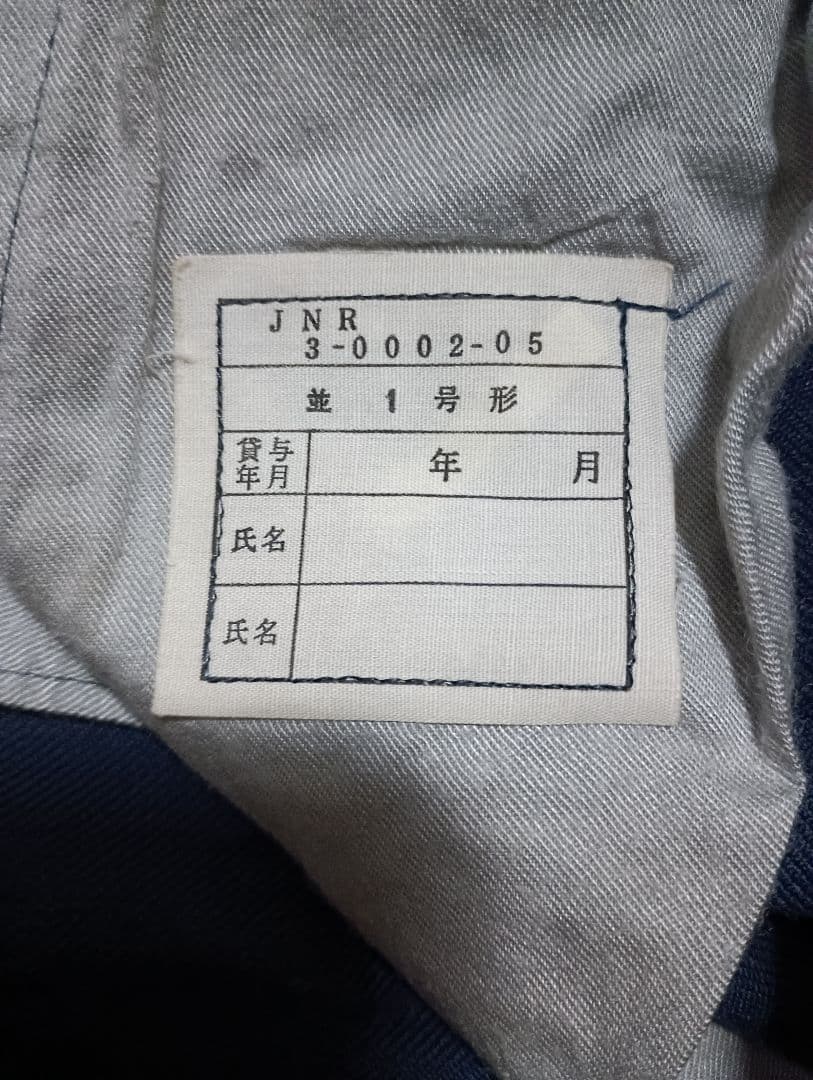 JNR
3-0002-05
並 1 号 形
貸与年月 年 月
氏名
氏名